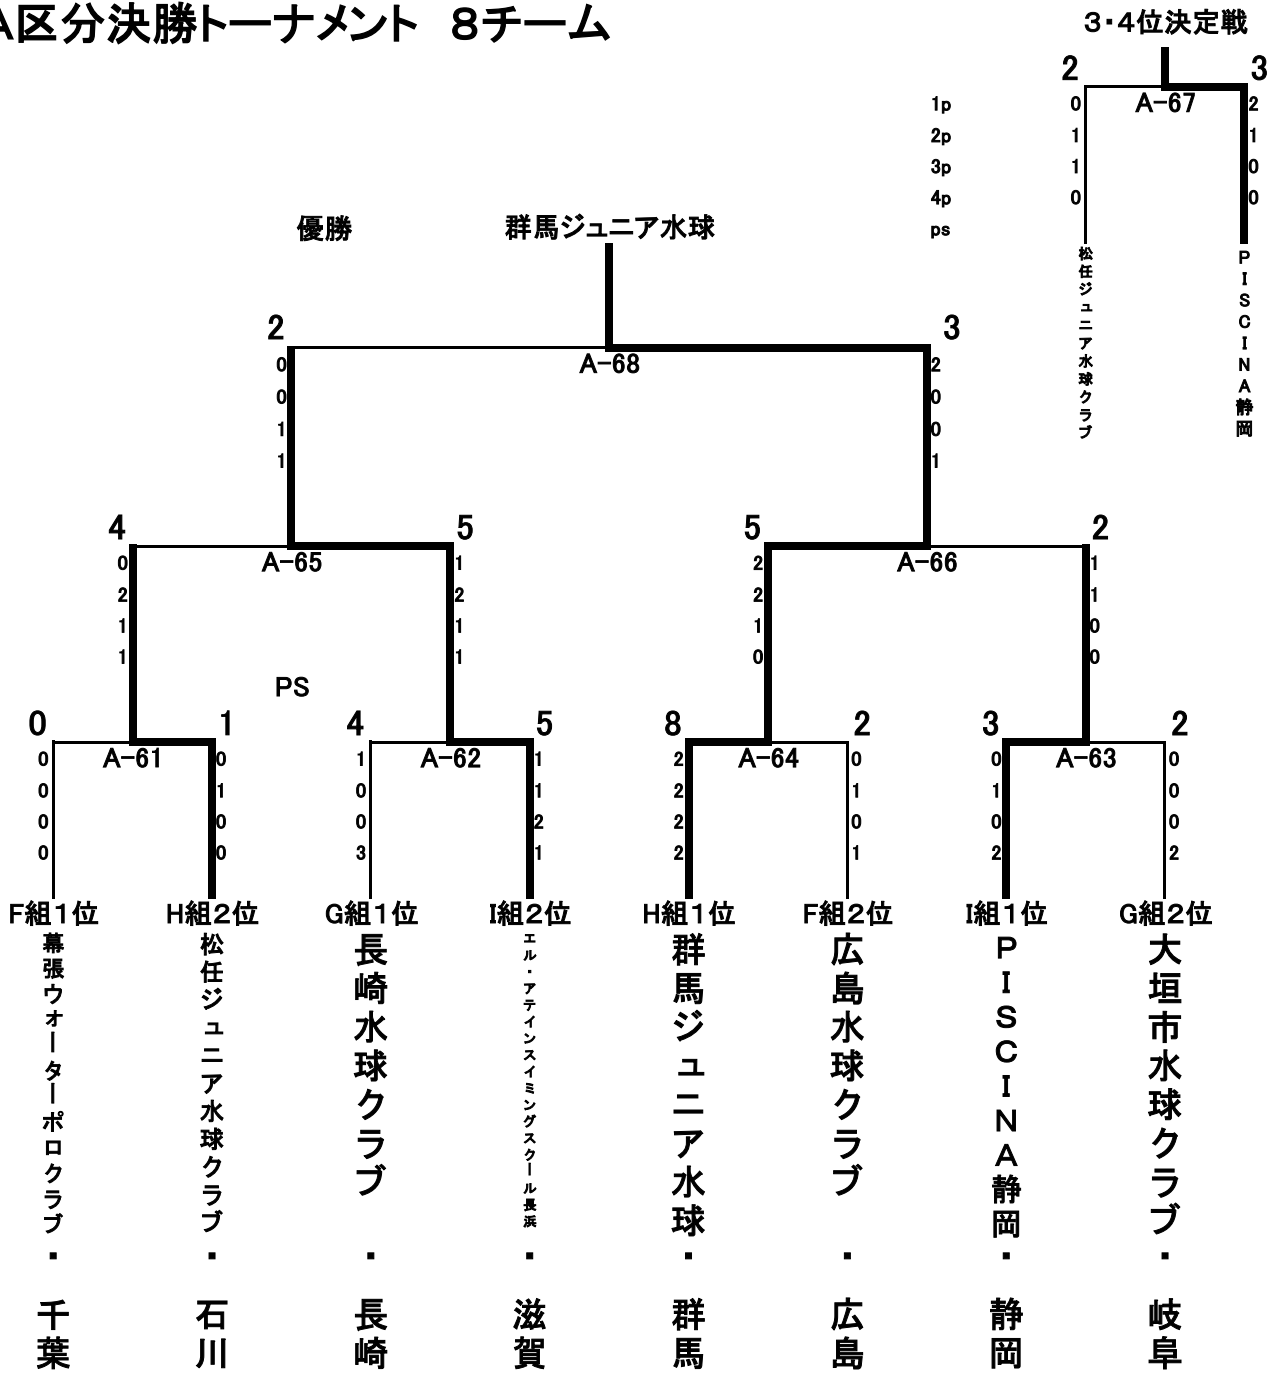 A区分決勝トーナメント　8チーム
3・4位決定戦
2 3
A-67
1p 0 2
2p 1 1
3p 1 0
4p 0 0
ps
松任ジュニア水球クラブ
PISCINA静岡
優勝 群馬ジュニア水球
2 3
A-68
0 2
0 0
1 0
1 1
4 5 5 2
A-65 A-66
0 1 2 1
2 2 2 1
1 1 1 0
1 1 0 0
PS
0 1 4 5 8 2 3 2
A-61 A-62 A-64 A-63
0 0 1 1 2 0 0 0
0 1 0 1 2 1 1 0
0 0 0 2 2 0 0 0
0 0 3 1 2 1 2 2
F組1位 H組2位 G組1位 I組2位 H組1位 F組2位 I組1位 G組2位
幕張ウォーターポロクラブ・千葉
松任ジュニア水球クラブ・石川
長崎水球クラブ・長崎
エル・アテインスイミングスクール長浜・滋賀
群馬ジュニア水球・群馬
広島水球クラブ・広島
PISCINA静岡・静岡
大垣市水球クラブ・岐阜